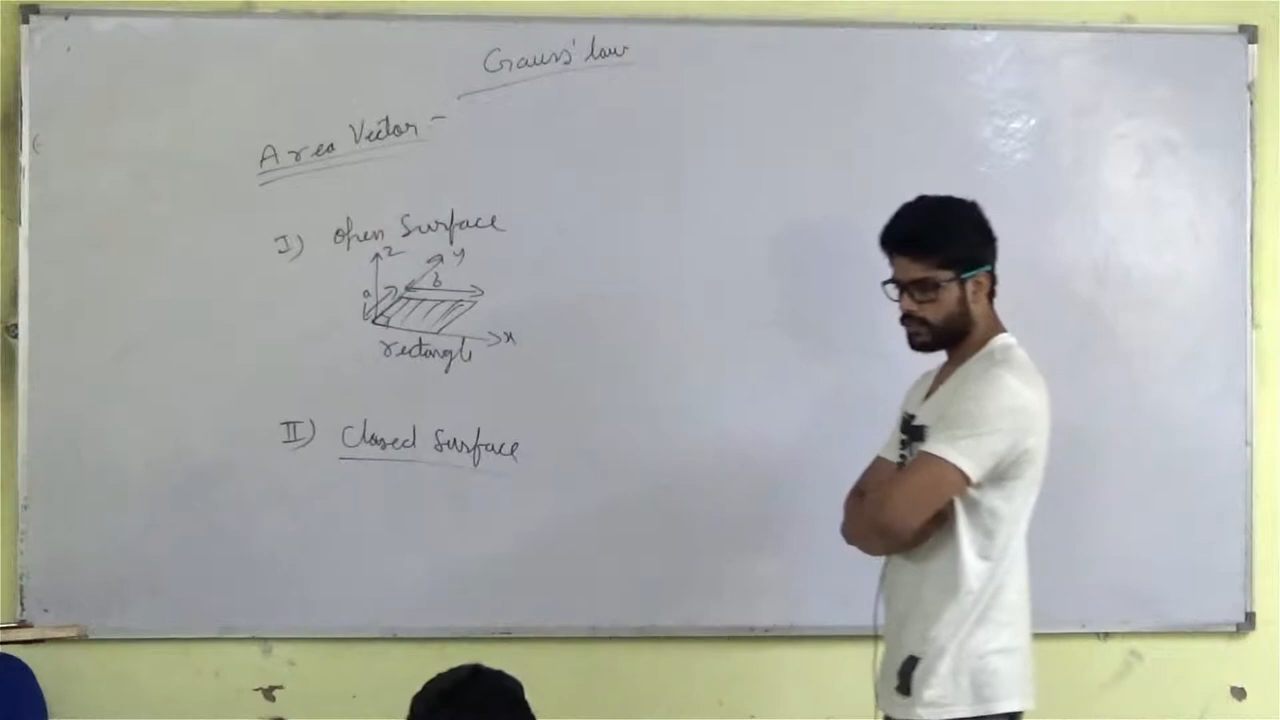 Gauss' law
Area Vector -
I) Open Surface
z
y
a
b
x
rectangle
II) Closed Surface